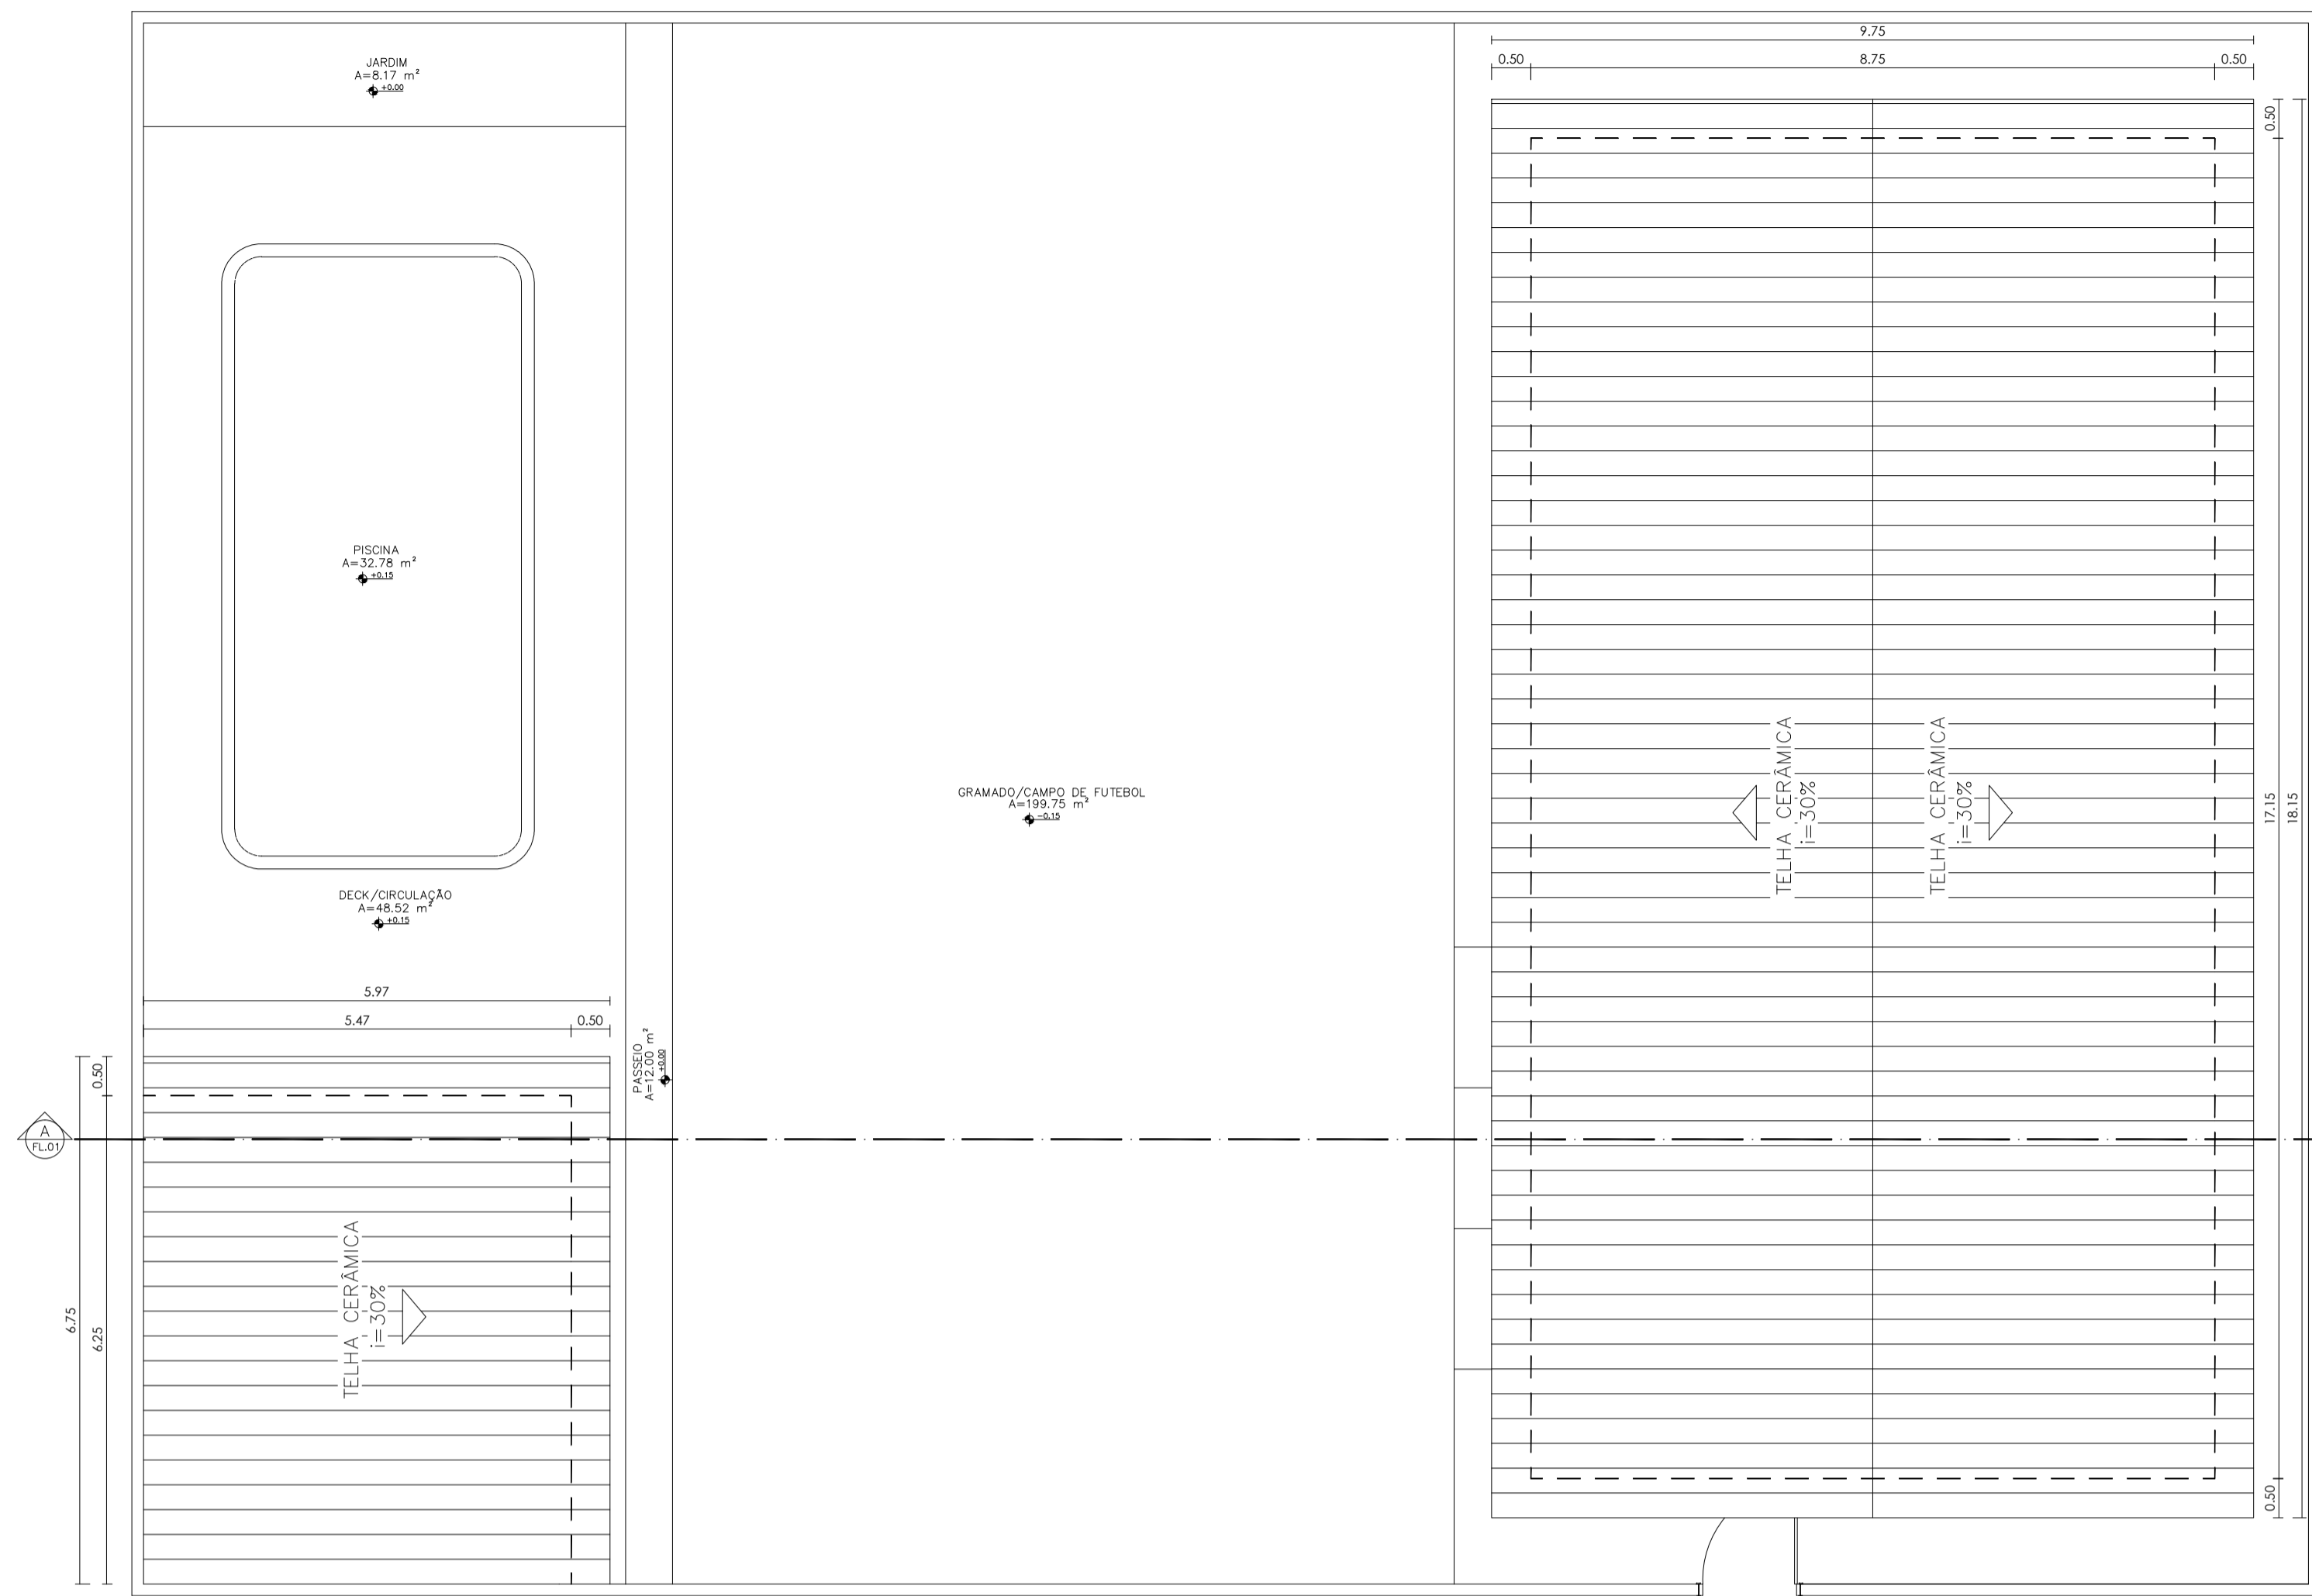 9.75
0.50
8.75
0.50
JARDIM
A=8.17 m²
+0.00
0.50
PISCINA
A=32.78 m²
+0.15
TELHA CERÂMICA
i=30%
TELHA CERÂMICA
i=30%
GRAMADO/CAMPO DE FUTEBOL
A=199.75 m²
-0.15
17.15
18.15
DECK/CIRCULAÇÃO
A=48.52 m²
+0.15
5.97
5.47
0.50
PASSEIO
A=12.00 m²
+0.00
0.50
A
FL.01
TELHA CERÂMICA
i=30%
6.75
6.25
0.50